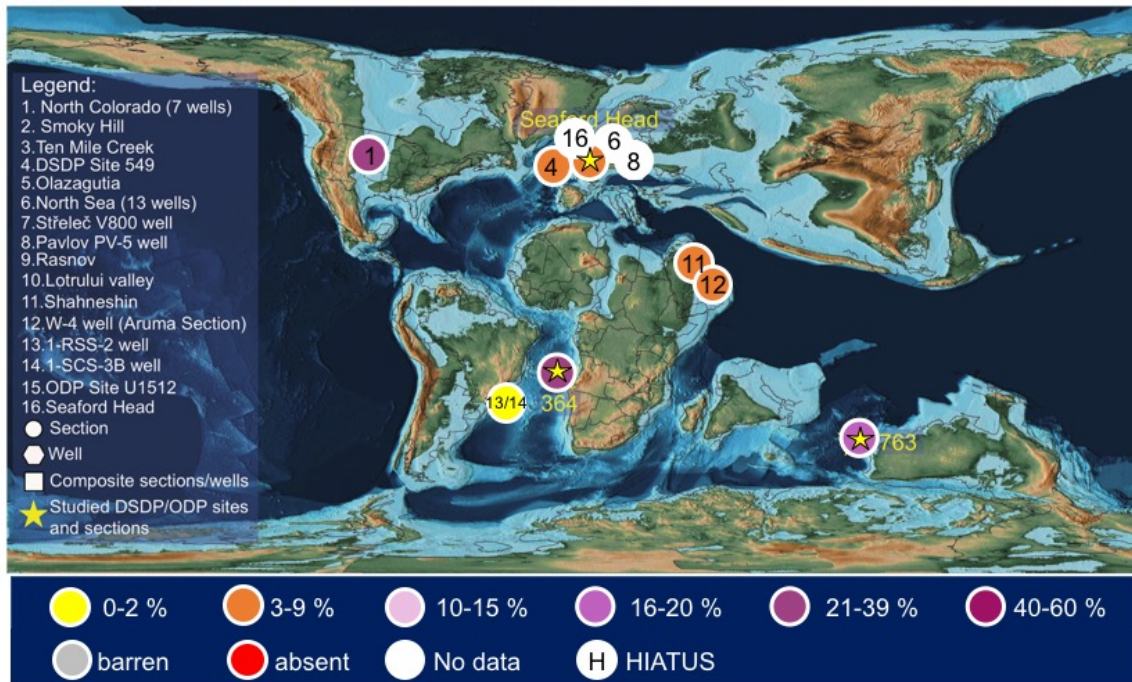 Legend:
1. North Colorado (7 wells)
2. Smoky Hill
3.Ten Mile Creek
4.DSDP Site 549
5.Olazagutia
6.North Sea (13 wells)
7.Střeleč V800 well
8.Pavlov PV-5 well
9.Rasnov
10.Lotrului valley
11.Shahneshin
12.W-4 well (Aruma Section)
13.1-RSS-2 well
14.1-SCS-3B well
15.ODP Site U1512
16.Seaford Head
Section
Well
Composite sections/wells
Studied DSDP/ODP sites
and sections
Seaford Head
16
6
1
4
8
11
12
13/14
364
763
0-2 %
3-9 %
10-15 %
16-20 %
21-39 %
40-60 %
barren
absent
No data
H HIATUS